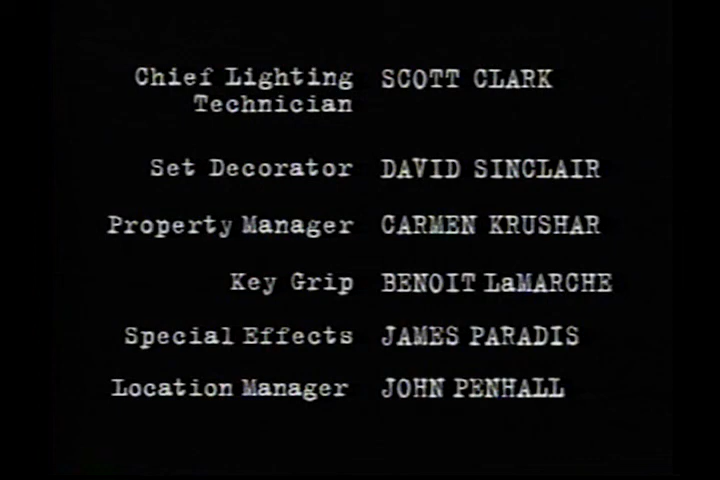 Chief Lighting Technician SCOTT CLARK
Set Decorator DAVID SINCLAIR
Property Manager CARMEN KRUSHAR
Key Grip BENOIT LaMARCHE
Special Effects JAMES PARADIS
Location Manager JOHN PENHALL